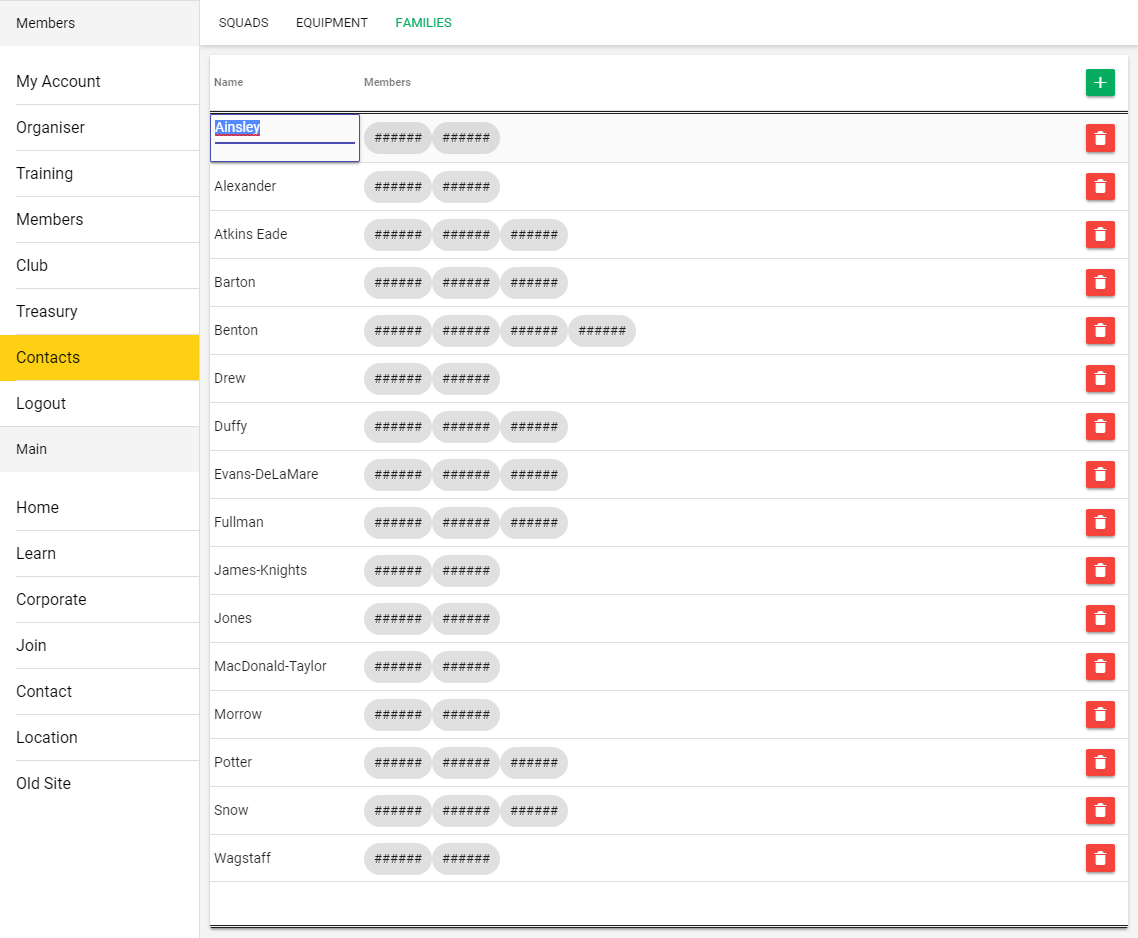 Members
My Account
Organiser
Training
Members
Club
Treasury
Contacts
Logout
Main
Home
Learn
Corporate
Join
Contact
Location
Old Site
SQUADS EQUIPMENT FAMILIES
Name Members
Ainsley ###### ######
Alexander ###### ######
Atkins Eade ###### ###### ######
Barton ###### ###### ######
Benton ###### ###### ###### ######
Drew ###### ######
Duffy ###### ###### ######
Evans-DeLaMare ###### ###### ######
Fullman ###### ###### ######
James-Knights ###### ######
Jones ###### ######
MacDonald-Taylor ###### ######
Morrow ###### ######
Potter ###### ###### ######
Snow ###### ###### ######
Wagstaff ###### ######